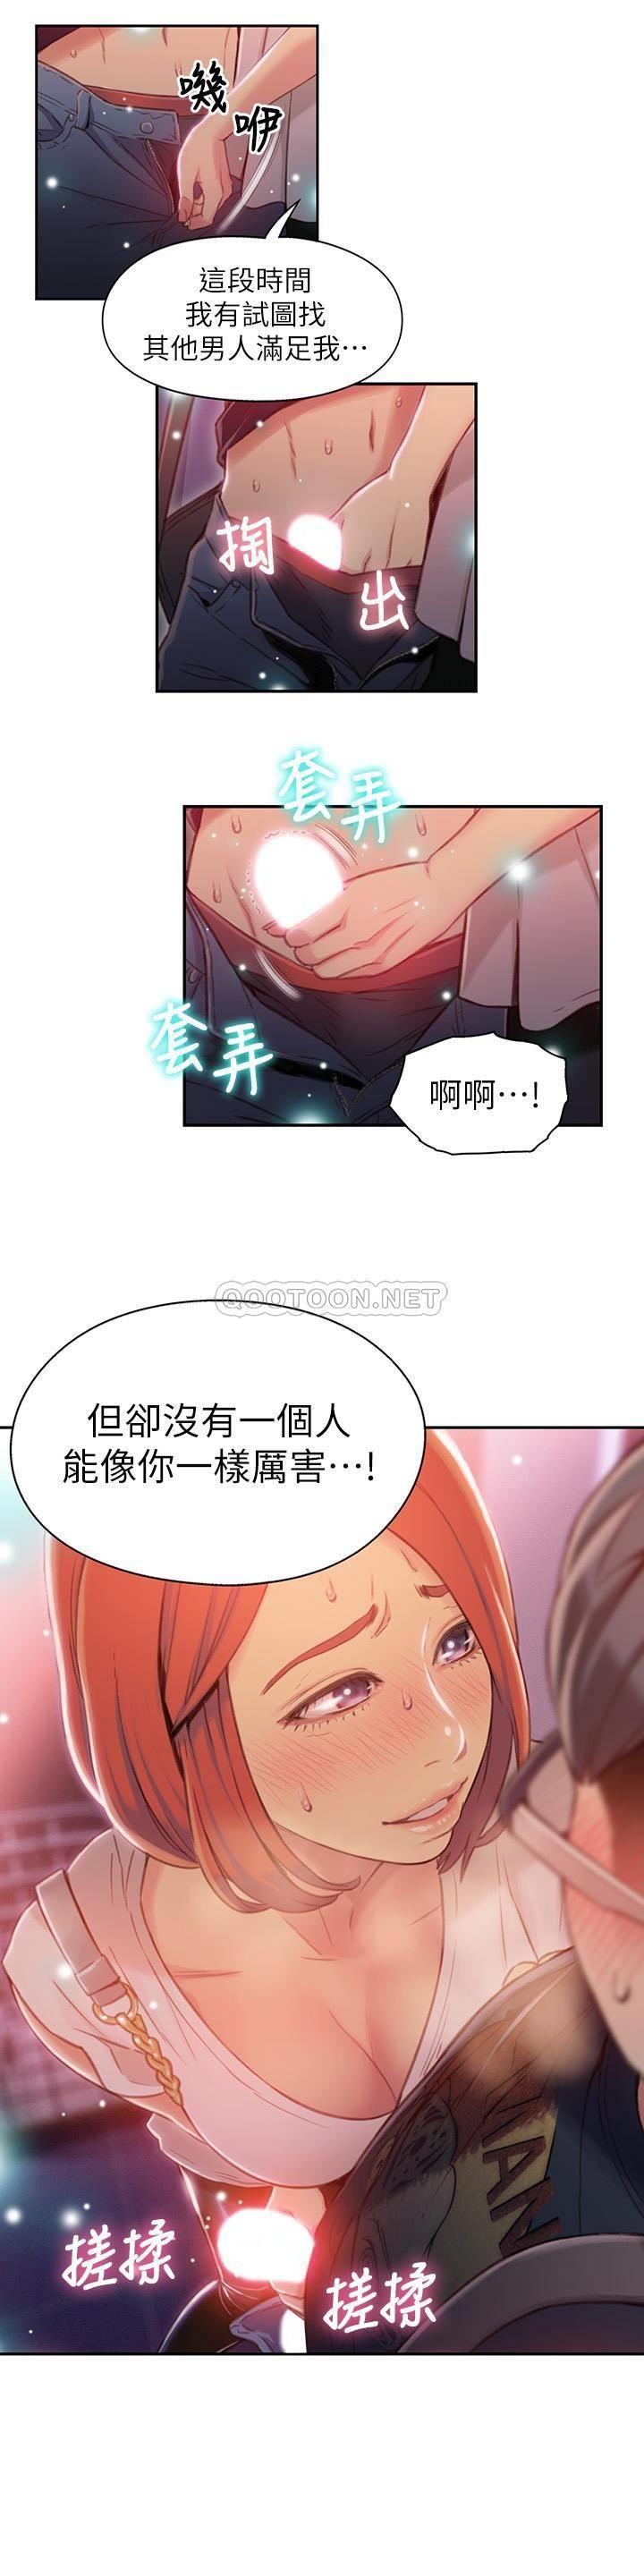 嘰
咿
這段時間
我有試圖找
其他男人滿足我…
掏
出
套弄
套弄
啊啊…!
QOOTOON.NET
但卻沒有一個人
能像你一樣厲害…!
MAN
搓揉
搓揉